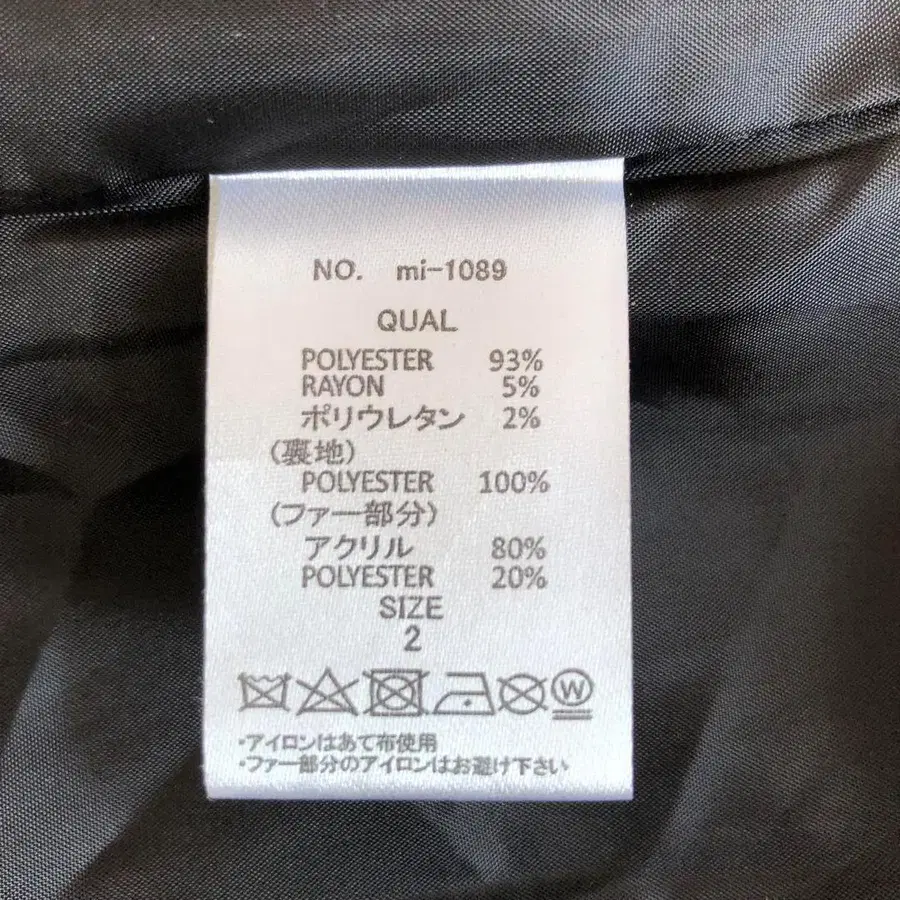 NO. mi-1089
QUAL
POLYESTER 93%
RAYON 5%
ポリウレタン 2%
(裏地)
POLYESTER 100%
(ファー部分)
アクリル 80%
POLYESTER 20%
SIZE
2
W
・アイロンはあて布使用
・ファー部分のアイロンはお避け下さい